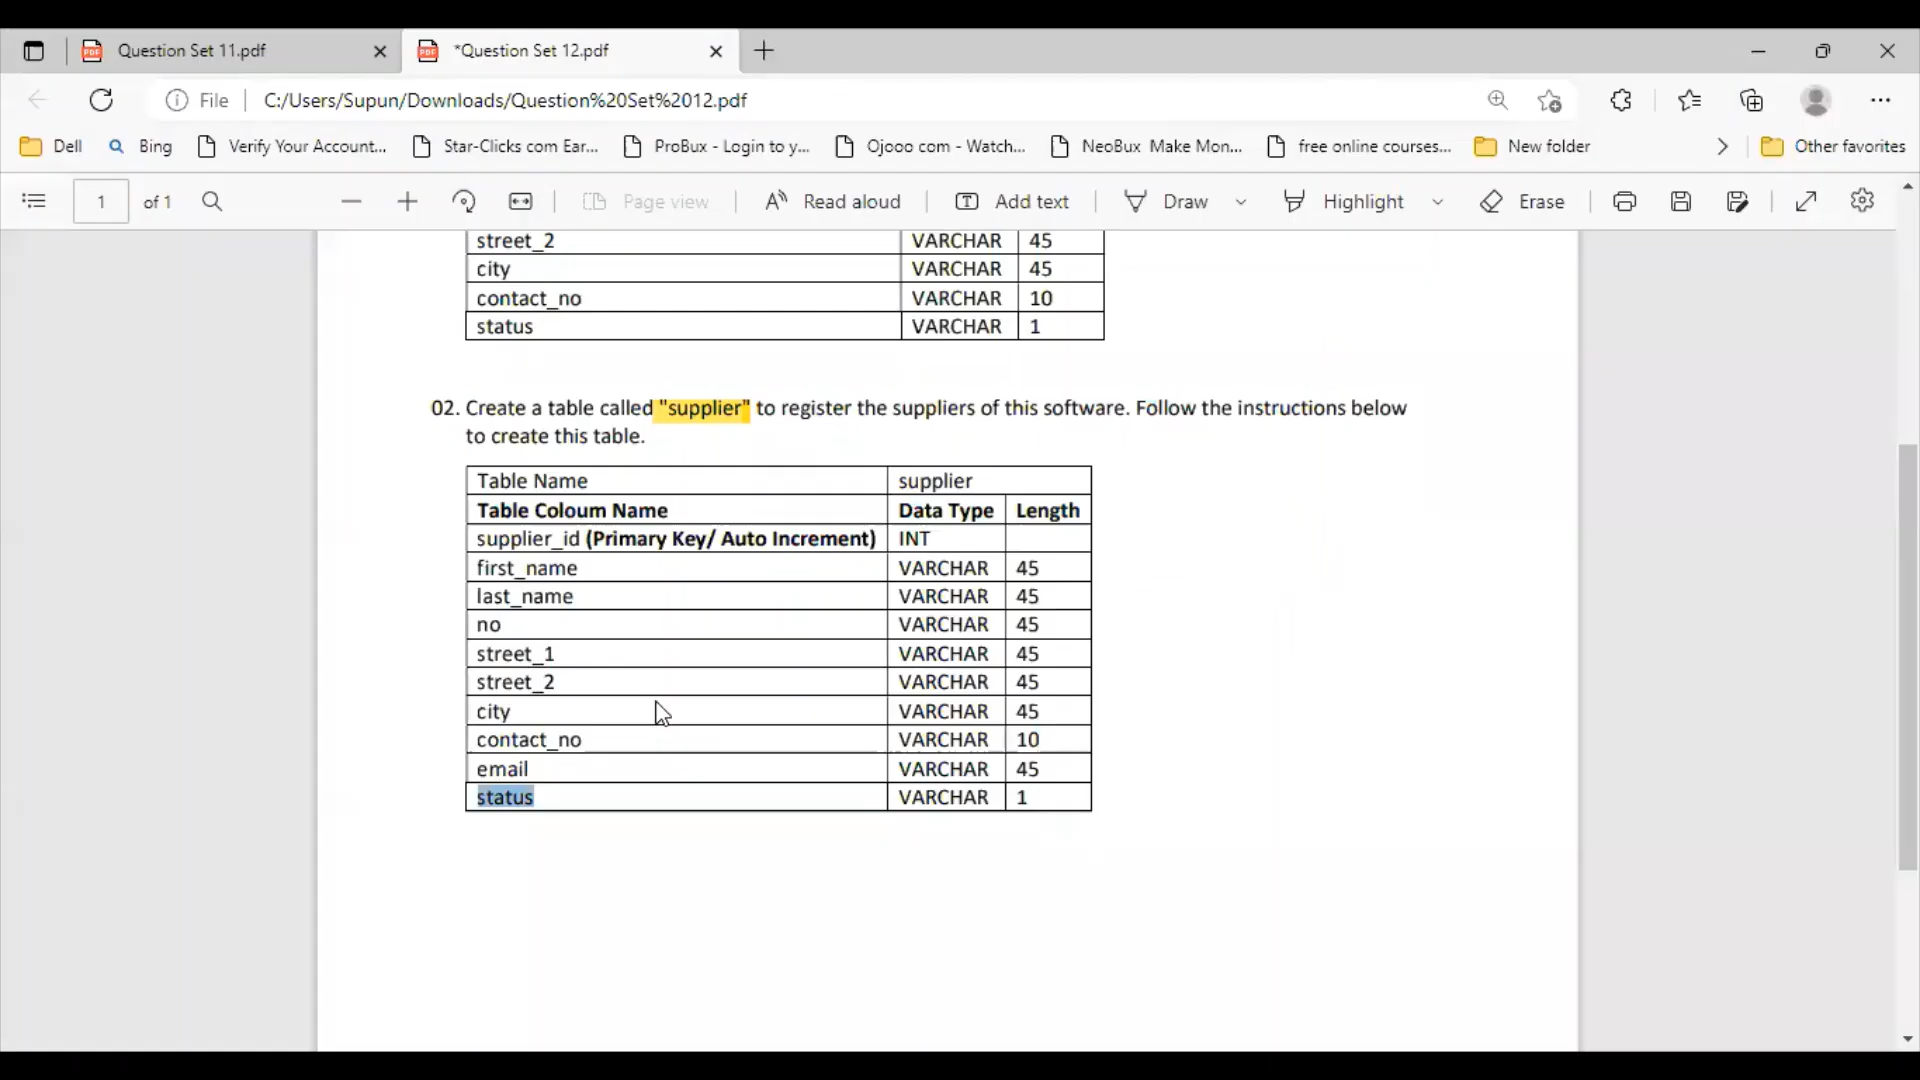 Question Set 11.pdf
*Question Set 12.pdf
File
C:/Users/Supun/Downloads/Question%20Set%2012.pdf
Dell
Bing
Verify Your Account...
Star-Clicks com Ear...
ProBux - Login to y...
Ojooo com - Watch...
NeoBux Make Mon...
free online courses...
New folder
Other favorites
1 of 1
Page view
Read aloud
Add text
Draw
Highlight
Erase
street_2 VARCHAR 45
city VARCHAR 45
contact_no VARCHAR 10
status VARCHAR 1
02. Create a table called "supplier" to register the suppliers of this software. Follow the instructions below
to create this table.
Table Name supplier
Table Coloum Name Data Type Length
supplier_id (Primary Key/ Auto Increment) INT
first_name VARCHAR 45
last_name VARCHAR 45
no VARCHAR 45
street_1 VARCHAR 45
street_2 VARCHAR 45
city VARCHAR 45
contact_no VARCHAR 10
email VARCHAR 45
status VARCHAR 1